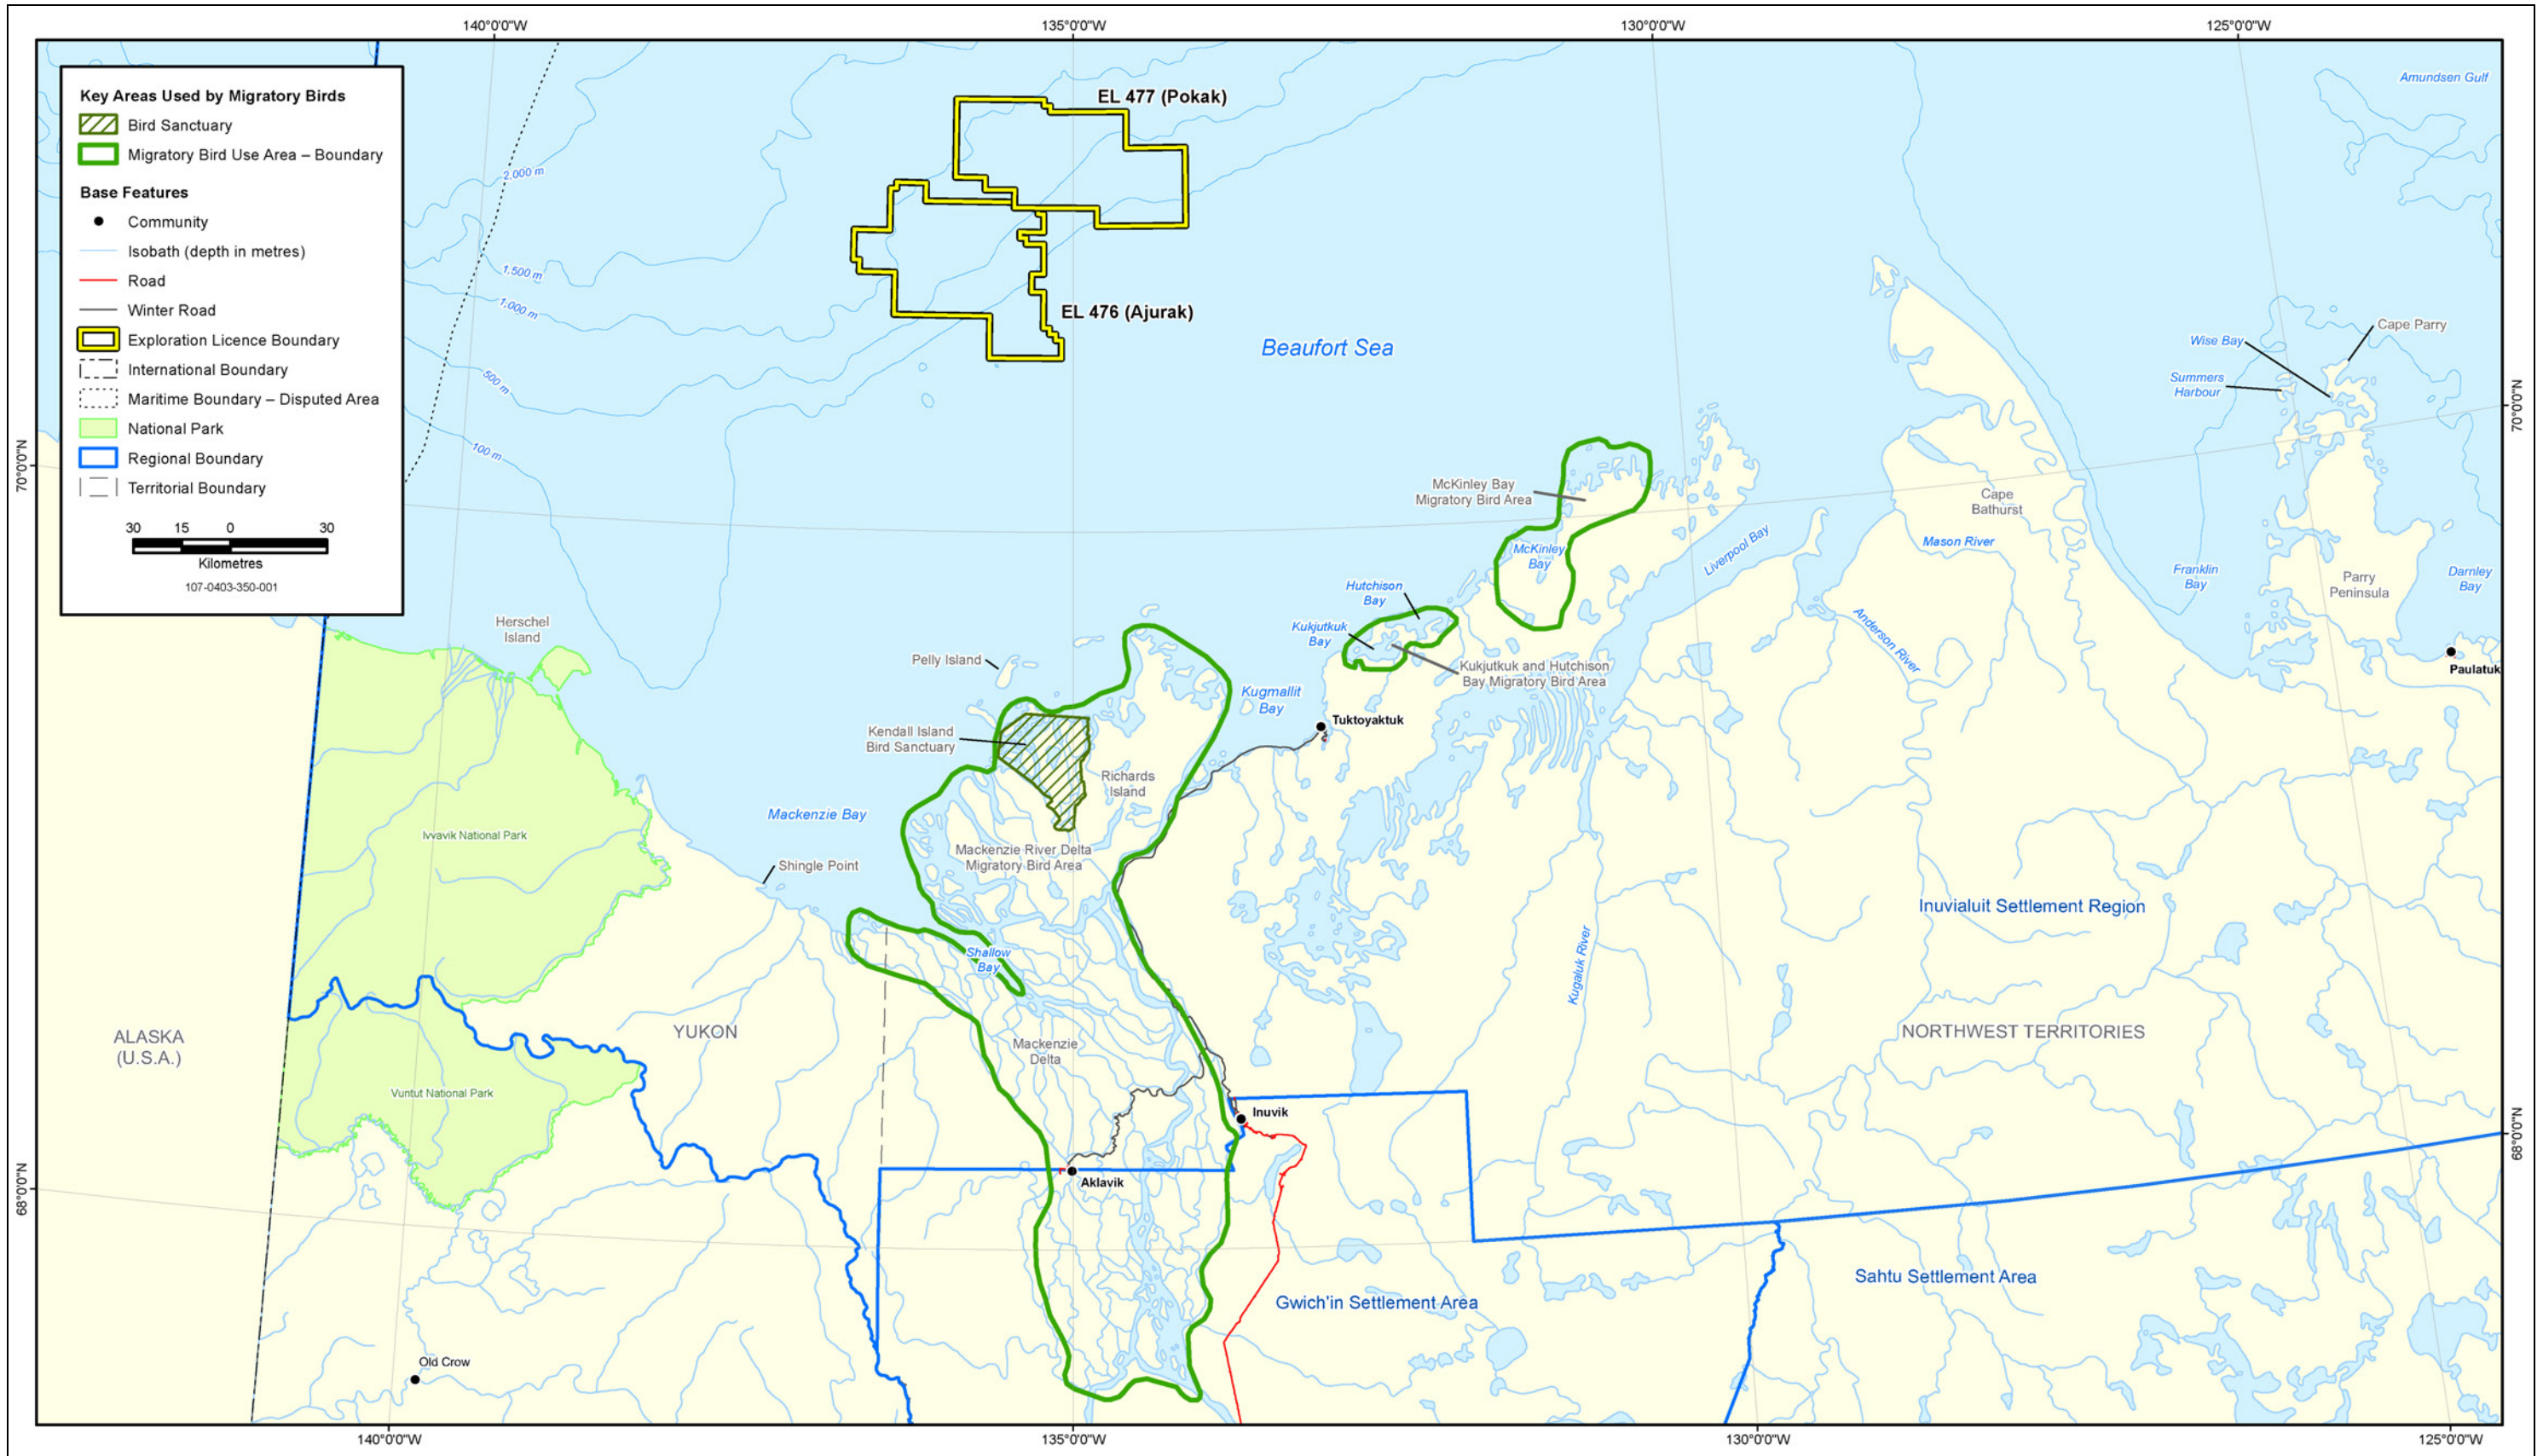 140°0'0"W
135°0'0"W
130°0'0"W
125°0'0"W
Key Areas Used by Migratory Birds
Bird Sanctuary
Migratory Bird Use Area – Boundary
Base Features
Community
Isobath (depth in metres)
Road
Winter Road
Exploration Licence Boundary
International Boundary
Maritime Boundary – Disputed Area
National Park
Regional Boundary
Territorial Boundary
30 15 0 30
Kilometres
107-0403-350-001
EL 477 (Pokak)
EL 476 (Ajurak)
Amundsen Gulf
2,000 m
1,500 m
1,000 m
500 m
100 m
Beaufort Sea
Cape Parry
Wise Bay
Summers
Harbour
70°0'0"N
70°0'0"N
McKinley Bay
Migratory Bird Area
Cape
Bathurst
McKinley
Bay
Liverpool Bay
Mason River
Franklin
Bay
Parry
Peninsula
Darnley
Bay
Hutchison
Bay
Kukjutkuk
Bay
Anderson River
Herschel
Island
Pelly Island
Kukjutkuk and Hutchison
Bay Migratory Bird Area
Paulatuk
Kugmallit
Bay
Tuktoyaktuk
Kendall Island
Bird Sanctuary
Richards
Island
Mackenzie Bay
Ivvavik National Park
Mackenzie River Delta
Migratory Bird Area
Shingle Point
Inuvialuit Settlement Region
Shallow
Bay
Kugaluk River
ALASKA
(U.S.A.)
YUKON
Mackenzie
Delta
NORTHWEST TERRITORIES
Vuntut National Park
Inuvik
68°0'0"N
68°0'0"N
Aklavik
Sahtu Settlement Area
Gwich'in Settlement Area
Old Crow
140°0'0"W
135°0'0"W
130°0'0"W
125°0'0"W